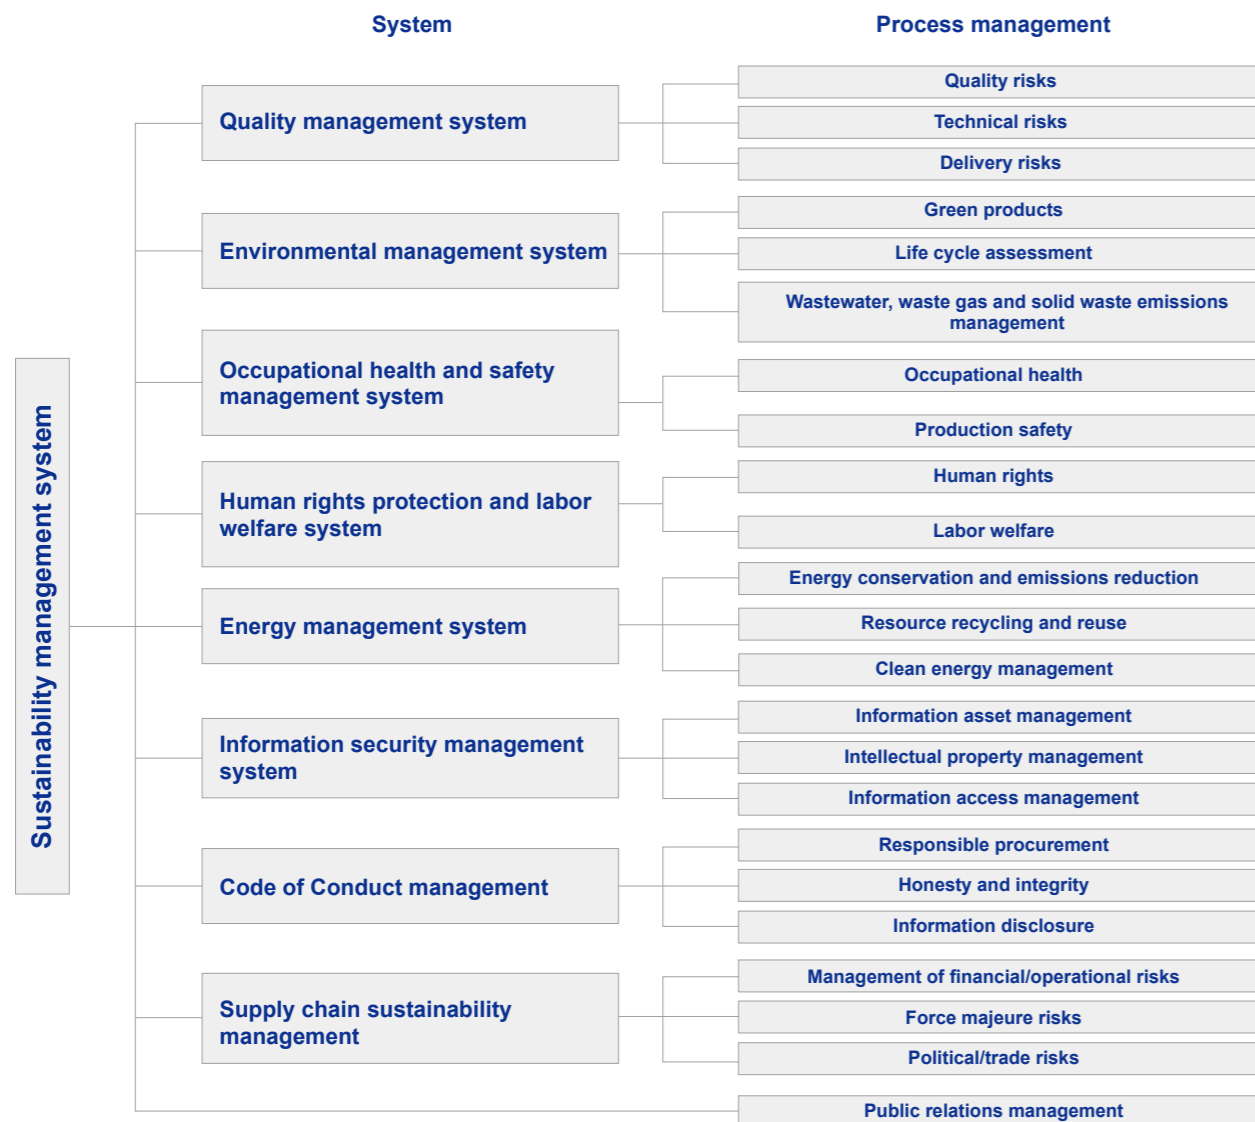 System
Process management
Sustainability management system
Quality management system
Quality risks
Technical risks
Delivery risks
Environmental management system
Green products
Life cycle assessment
Wastewater, waste gas and solid waste emissions
management
Occupational health and safety
management system
Occupational health
Production safety
Human rights protection and labor
welfare system
Human rights
Labor welfare
Energy management system
Energy conservation and emissions reduction
Resource recycling and reuse
Clean energy management
Information security management
system
Information asset management
Intellectual property management
Information access management
Code of Conduct management
Responsible procurement
Honesty and integrity
Information disclosure
Supply chain sustainability
management
Management of financial/operational risks
Force majeure risks
Political/trade risks
Public relations management